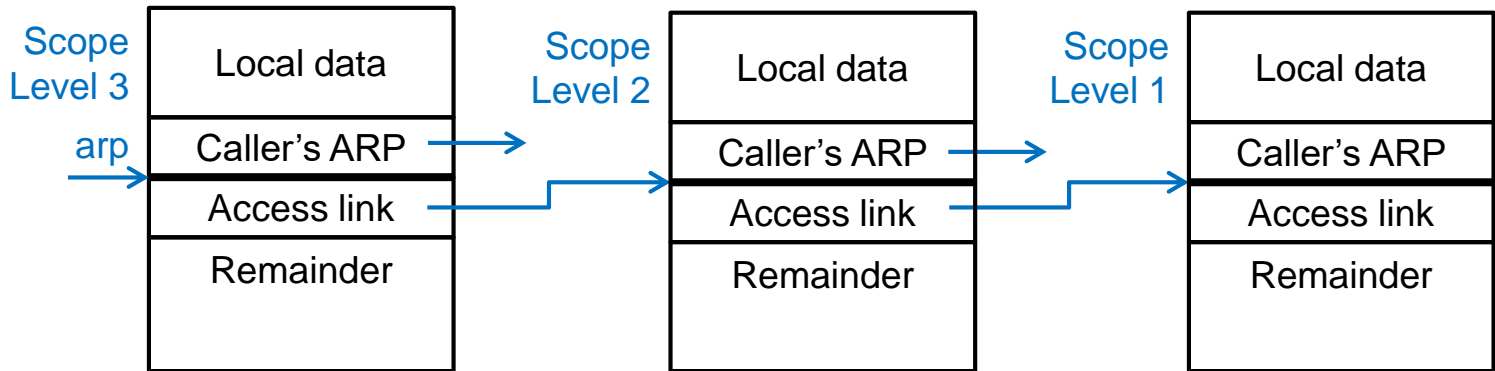 Scope
Level 3
arp
Local data
Caller’s ARP
Access link
Remainder
Scope
Level 2
Local data
Caller’s ARP
Access link
Remainder
Scope
Level 1
Local data
Caller’s ARP
Access link
Remainder